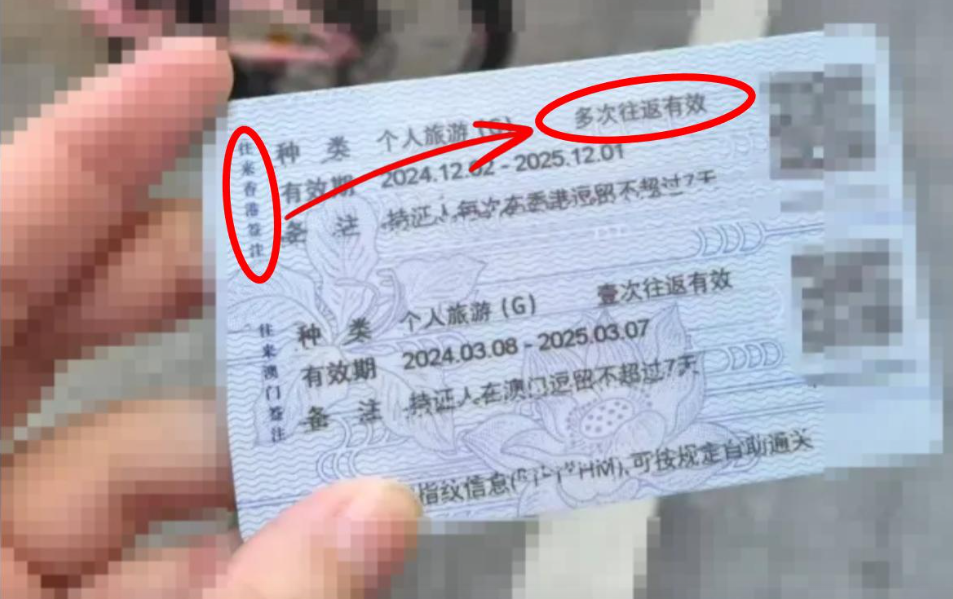 往来香港签注
种 类 个人旅游 (G) 多次往返有效
有效期 2024.12.02 - 2025.12.01
备 注 持证人每次在香港逗留不超过7天
往来澳门签注
种 类 个人旅游 (G) 壹次往返有效
有效期 2024.03.08 - 2025.03.07
备 注 持证人在澳门逗留不超过7天
指纹信息 可按规定自助通关